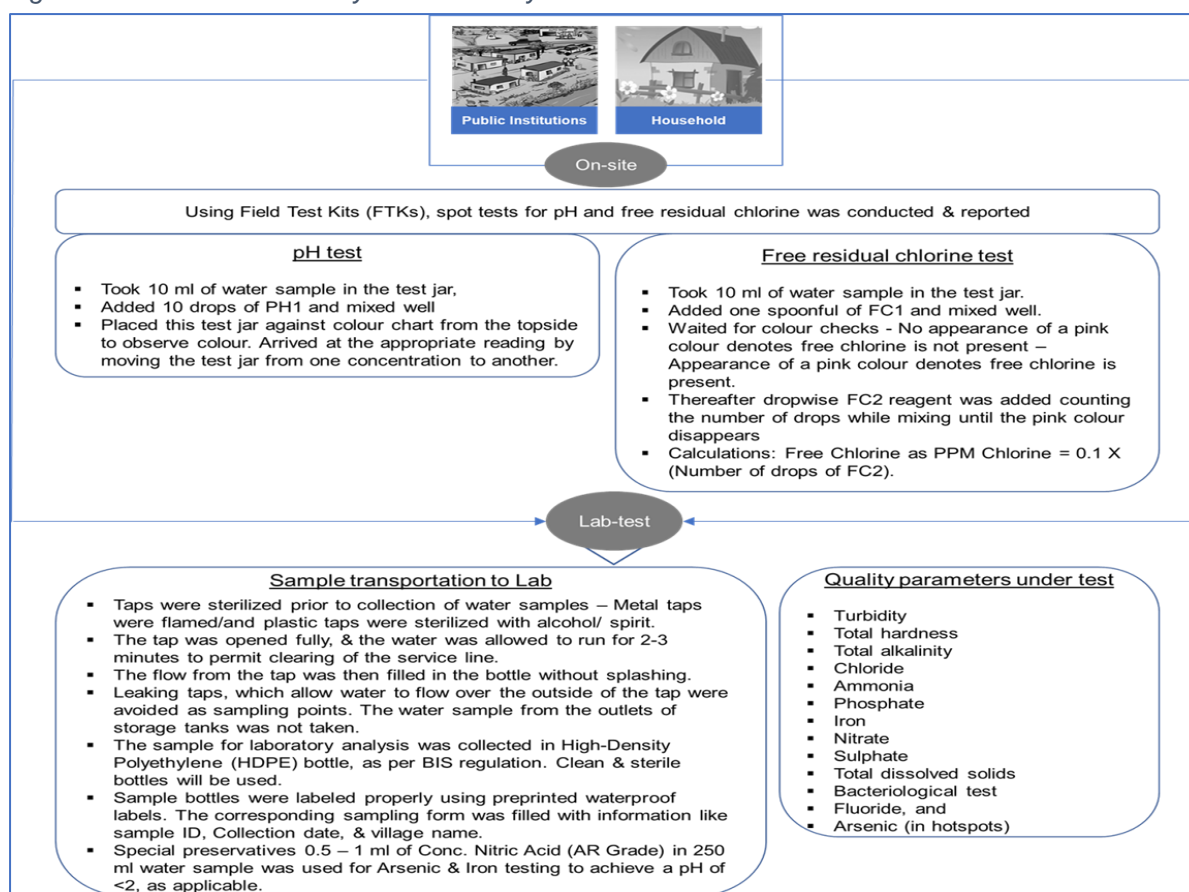 Public Institutions
Household
On-site
Using Field Test Kits (FTKs), spot tests for pH and free residual chlorine was conducted & reported
pH test
▪ Took 10 ml of water sample in the test jar,
▪ Added 10 drops of PH1 and mixed well
▪ Placed this test jar against colour chart from the topside
to observe colour. Arrived at the appropriate reading by
moving the test jar from one concentration to another.
Free residual chlorine test
▪ Took 10 ml of water sample in the test jar.
▪ Added one spoonful of FC1 and mixed well.
▪ Waited for colour checks - No appearance of a pink
colour denotes free chlorine is not present –
Appearance of a pink colour denotes free chlorine is
present.
▪ Thereafter dropwise FC2 reagent was added counting
the number of drops while mixing until the pink colour
disappears
▪ Calculations: Free Chlorine as PPM Chlorine = 0.1 X
(Number of drops of FC2).
Lab-test
Sample transportation to Lab
▪ Taps were sterilized prior to collection of water samples – Metal taps
were flamed/and plastic taps were sterilized with alcohol/ spirit.
▪ The tap was opened fully, & the water was allowed to run for 2-3
minutes to permit clearing of the service line.
▪ The flow from the tap was then filled in the bottle without splashing.
▪ Leaking taps, which allow water to flow over the outside of the tap were
avoided as sampling points. The water sample from the outlets of
storage tanks was not taken.
▪ The sample for laboratory analysis was collected in High-Density
Polyethylene (HDPE) bottle, as per BIS regulation. Clean & sterile
bottles will be used.
▪ Sample bottles were labeled properly using preprinted waterproof
labels. The corresponding sampling form was filled with information like
sample ID, Collection date, & village name.
▪ Special preservatives 0.5 – 1 ml of Conc. Nitric Acid (AR Grade) in 250
ml water sample was used for Arsenic & Iron testing to achieve a pH of
<2, as applicable.
Quality parameters under test
▪ Turbidity
▪ Total hardness
▪ Total alkalinity
▪ Chloride
▪ Ammonia
▪ Phosphate
▪ Iron
▪ Nitrate
▪ Sulphate
▪ Total dissolved solids
▪ Bacteriological test
▪ Fluoride, and
▪ Arsenic (in hotspots)